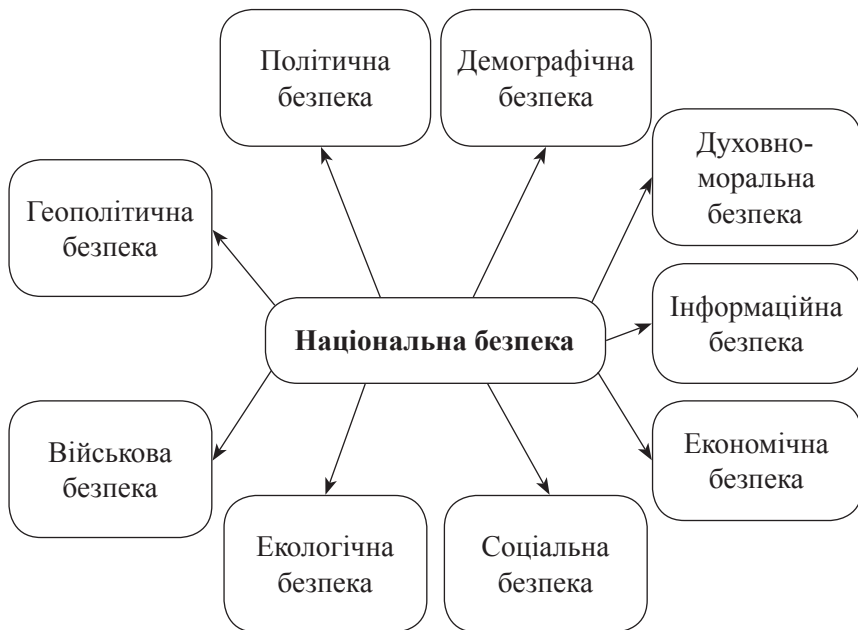 Політична
безпека
Демографічна
безпека
Духовно-
моральна
безпека
Геополітична
безпека
Інформаційна
безпека
Національна безпека
Військова
безпека
Економічна
безпека
Екологічна
безпека
Соціальна
безпека